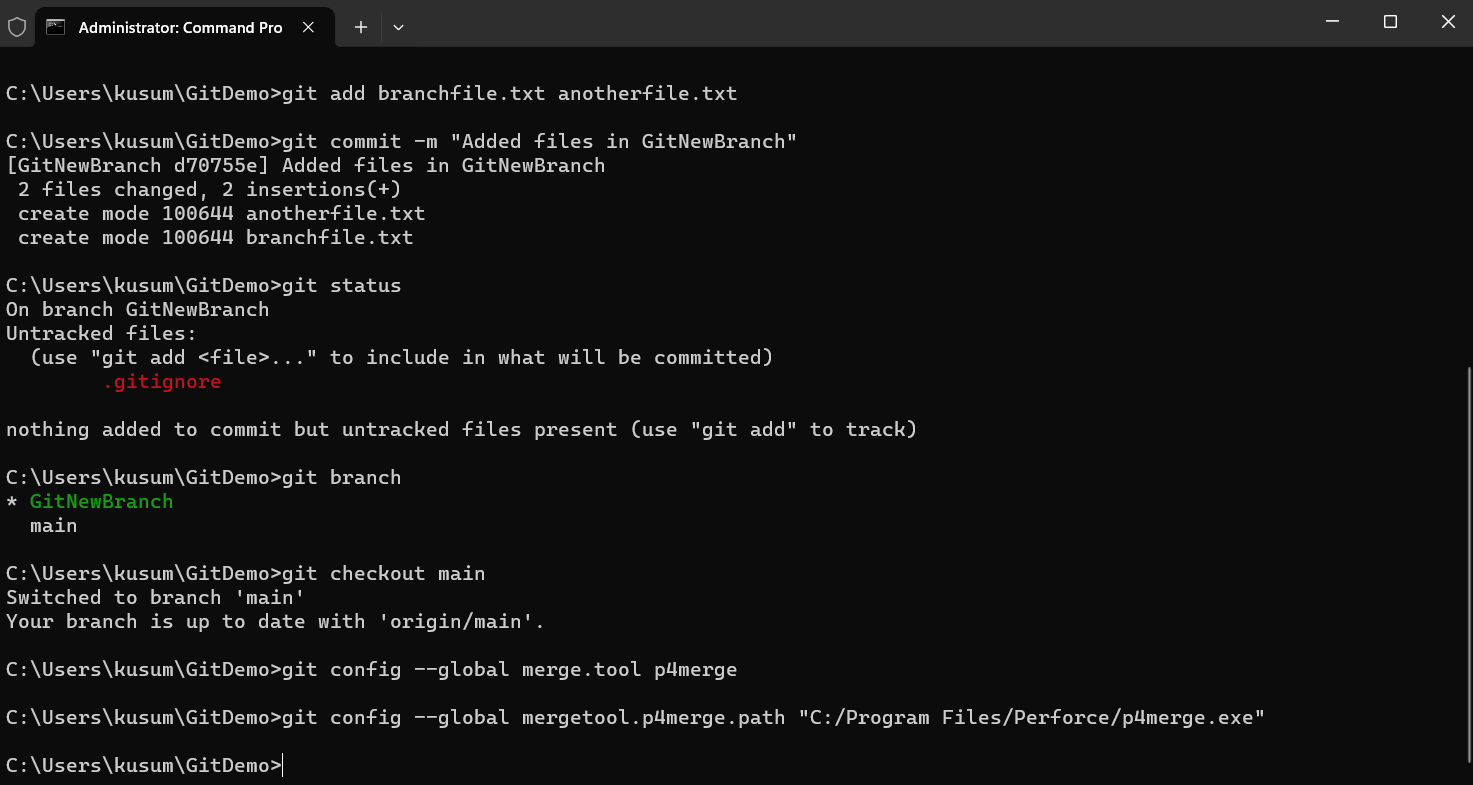 Administrator: Command Pro
C:\Users\kusum\GitDemo>git add branchfile.txt anotherfile.txt
C:\Users\kusum\GitDemo>git commit -m "Added files in GitNewBranch"
[GitNewBranch d70755e] Added files in GitNewBranch
 2 files changed, 2 insertions(+)
 create mode 100644 anotherfile.txt
 create mode 100644 branchfile.txt
C:\Users\kusum\GitDemo>git status
On branch GitNewBranch
Untracked files:
  (use "git add <file>..." to include in what will be committed)
        .gitignore
nothing added to commit but untracked files present (use "git add" to track)
C:\Users\kusum\GitDemo>git branch
* GitNewBranch
  main
C:\Users\kusum\GitDemo>git checkout main
Switched to branch 'main'
Your branch is up to date with 'origin/main'.
C:\Users\kusum\GitDemo>git config --global merge.tool p4merge
C:\Users\kusum\GitDemo>git config --global mergetool.p4merge.path "C:/Program Files/Perforce/p4merge.exe"
C:\Users\kusum\GitDemo>